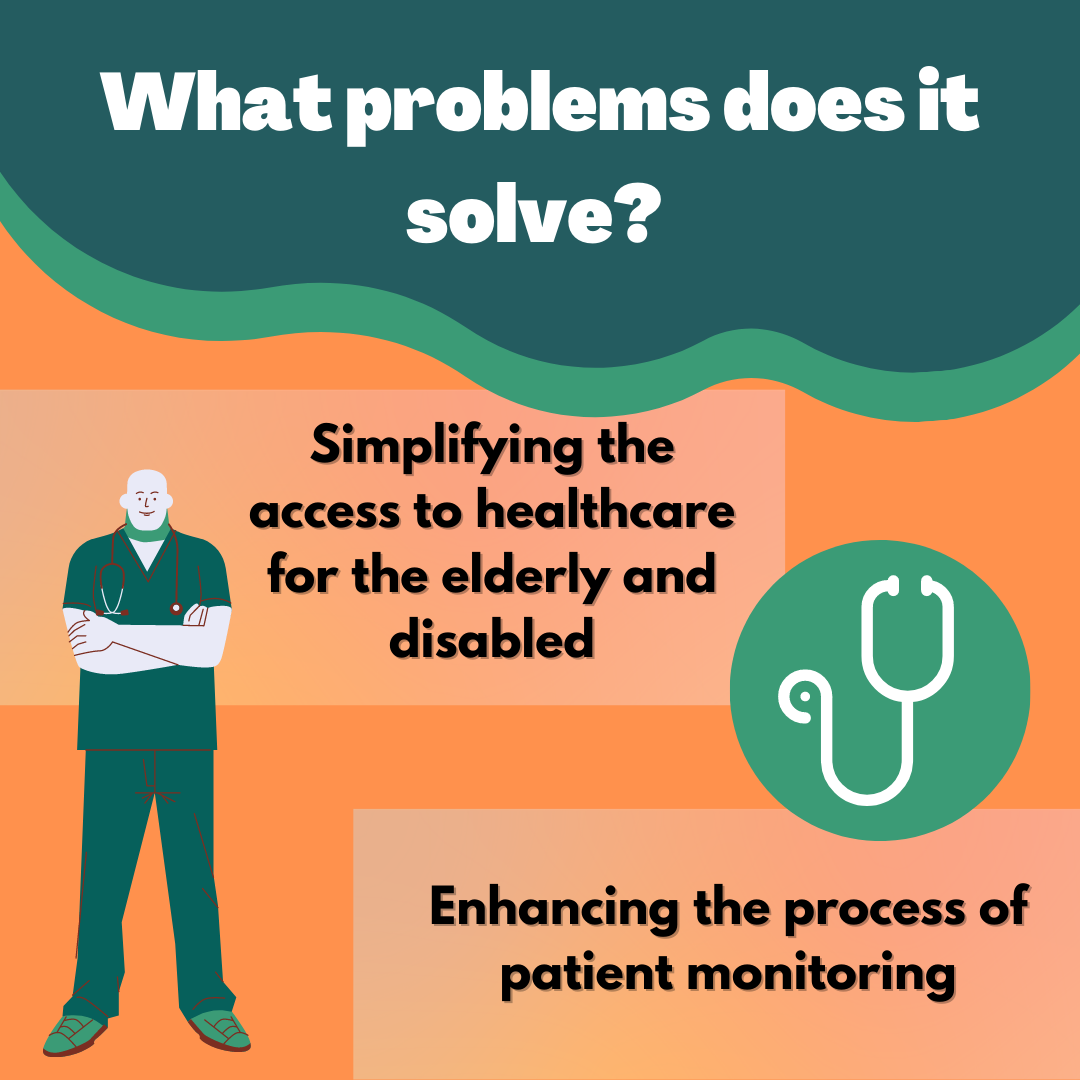 What problems does it
solve?
Simplifying the
access to healthcare
for the elderly and
disabled
Enhancing the process of
patient monitoring